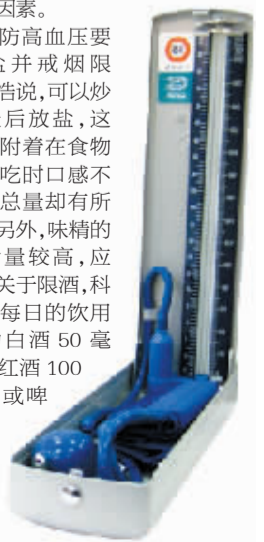 因素。
防高血压要
盐并戒烟限
浩说,可以炒
后放盐,这
附着在食物
吃时口感不
总量却有所
另外,味精的
量较高,应
关于限酒,科
每日的饮用
白酒 50 毫
红酒 100
或啤